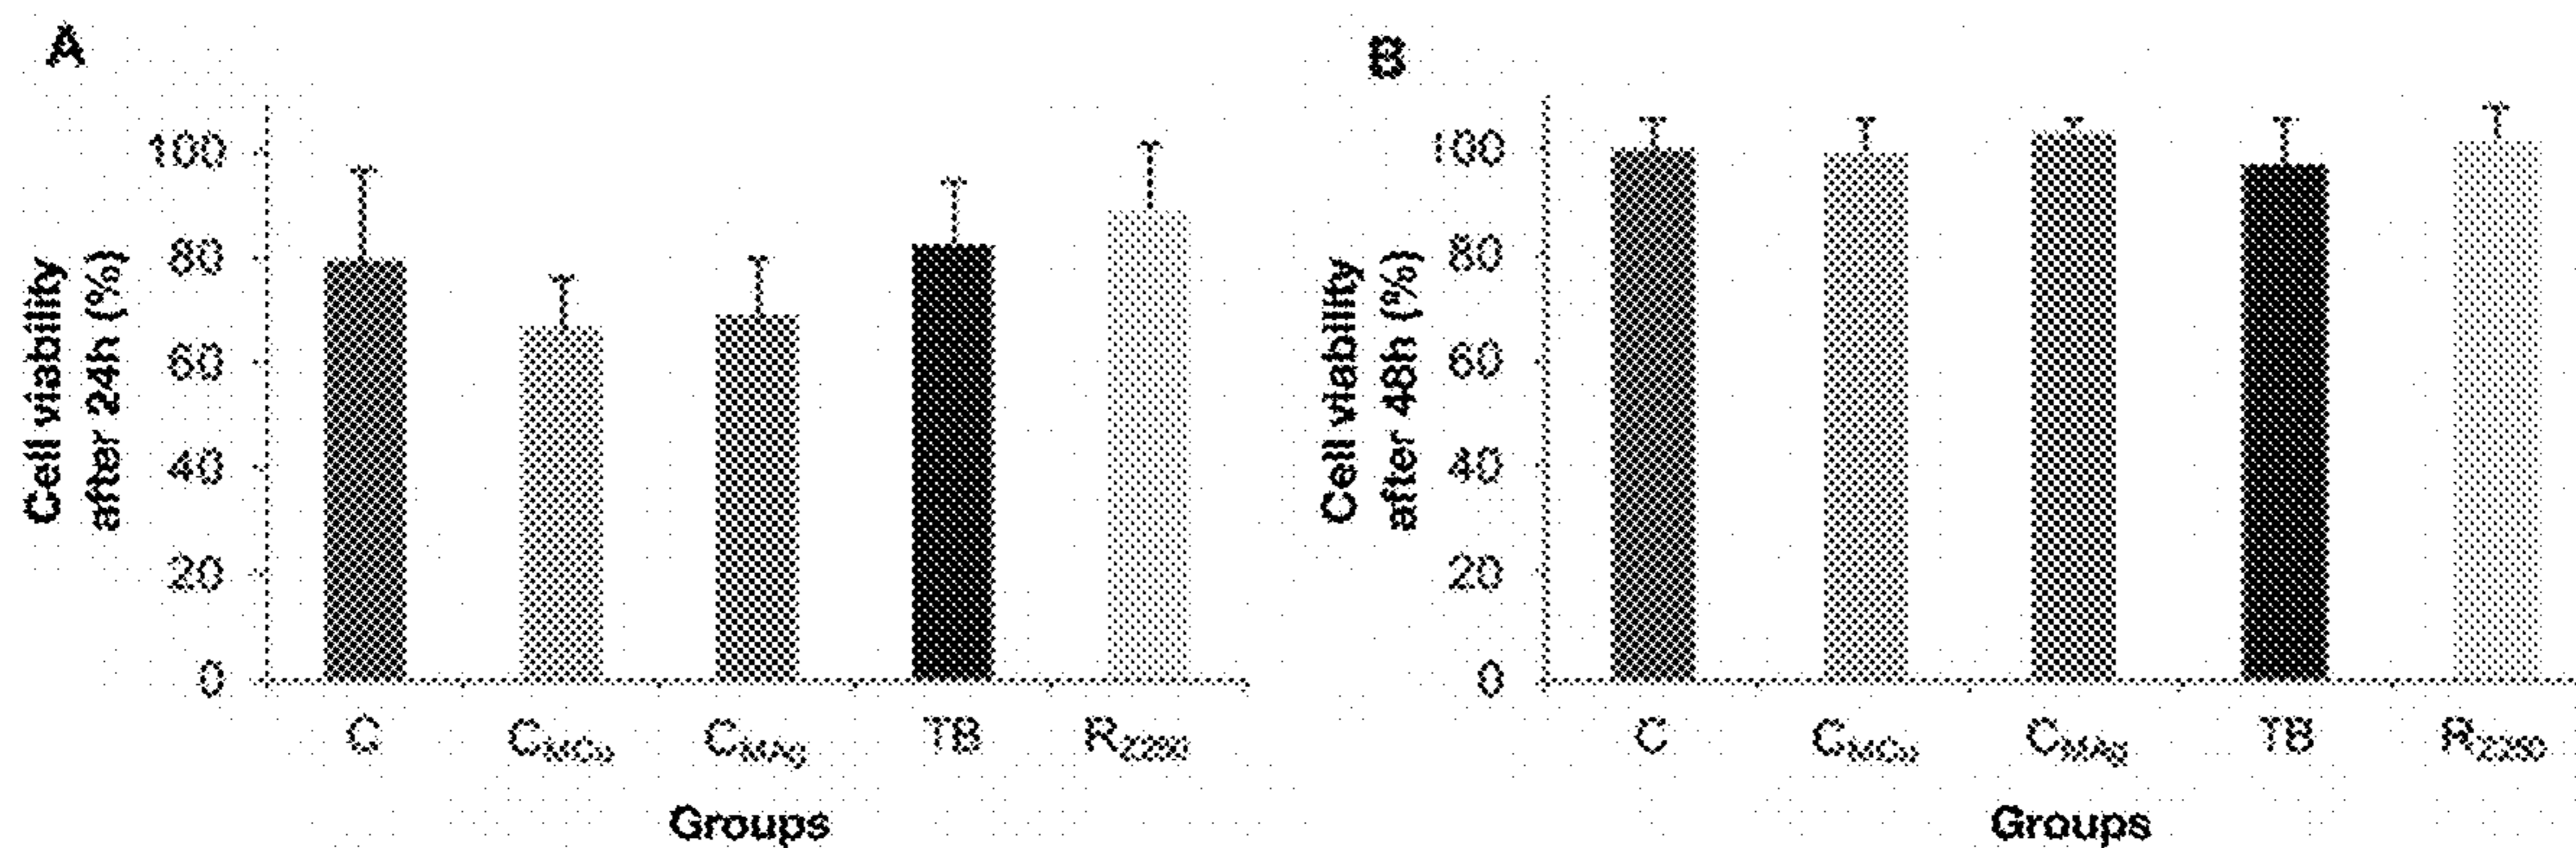 A
Cell viability
after 24h (%)
100
80
60
40
20
0
C
TB
Groups
B
Cell viability
after 48h (%)
100
80
60
40
20
0
C
TB
Groups